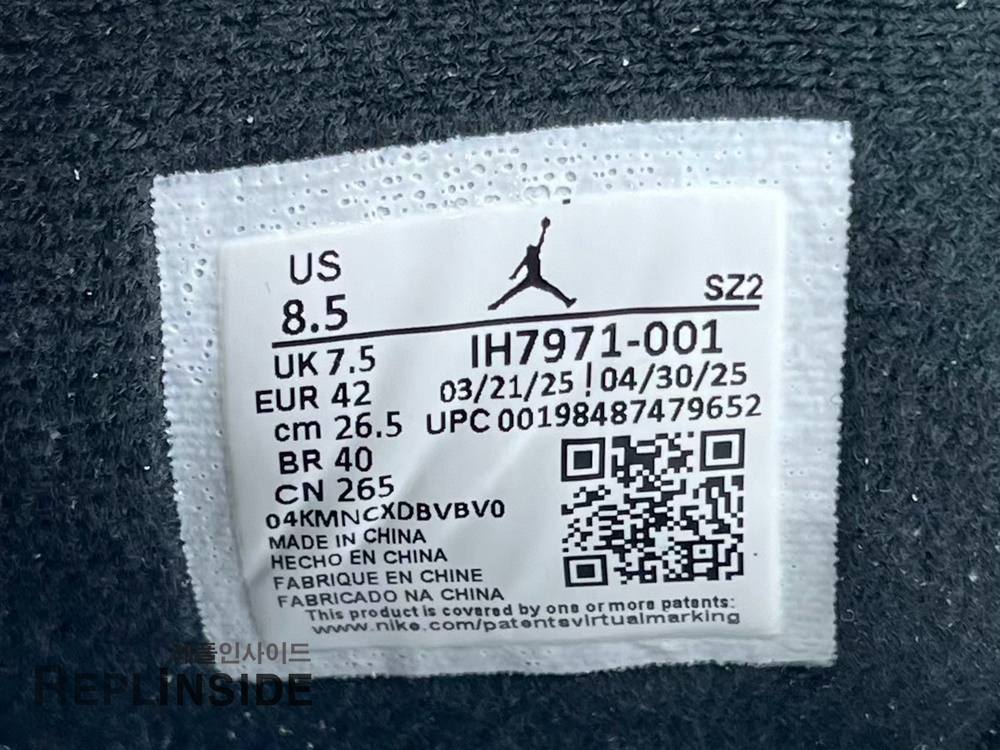 US
8.5
SZ2
UK 7.5
IH7971-001
EUR 42
03/21/25 ! 04/30/25
cm 26.5
UPC 00198487479652
BR 40
CN 265
04KMNCXDBVBV0
MADE IN CHINA
HECHO EN CHINA
FABRIQUE EN CHINE
FABRICADO NA CHINA
This product is covered by one or more patents:
www.nike.com/patentsvirtualmarking
레플인사이드
REPLINSIDE